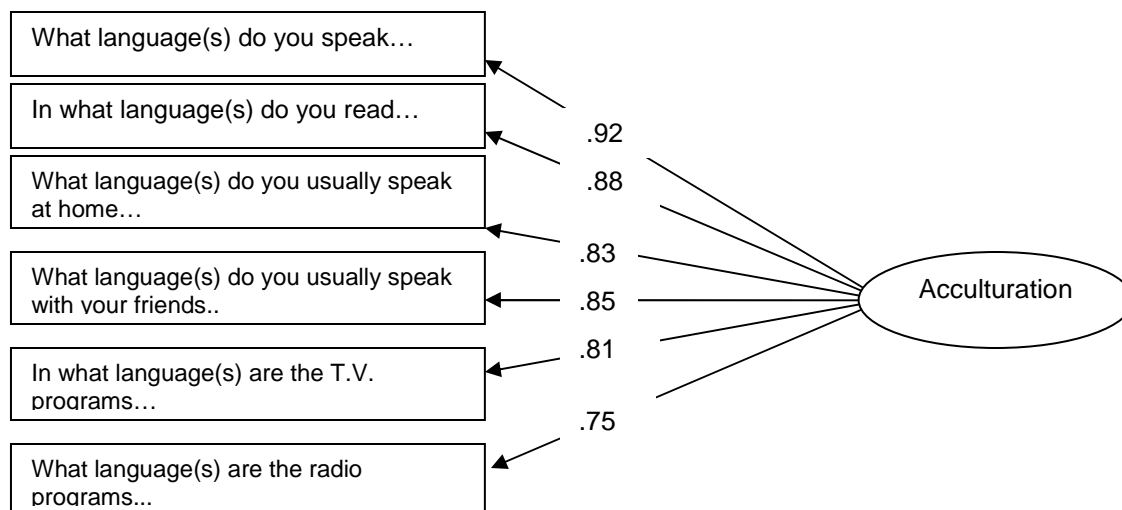 What language(s) do you speak…
In what language(s) do you read…
What language(s) do you usually speak
at home…
What language(s) do you usually speak
with your friends..
In what language(s) are the T.V.
programs…
What language(s) are the radio
programs...
.92
.88
.83
.85
.81
.75
Acculturation